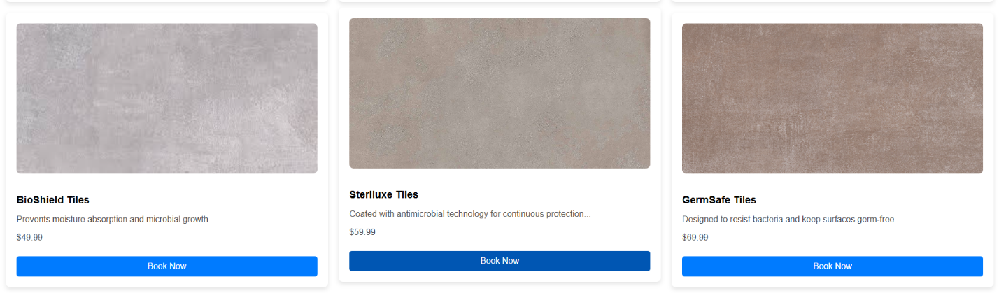 BioShield Tiles
Prevents moisture absorption and microbial growth...
$49.99
Book Now
Steriluxe Tiles
Coated with antimicrobial technology for continuous protection...
$59.99
Book Now
GermSafe Tiles
Designed to resist bacteria and keep surfaces germ-free...
$69.99
Book Now